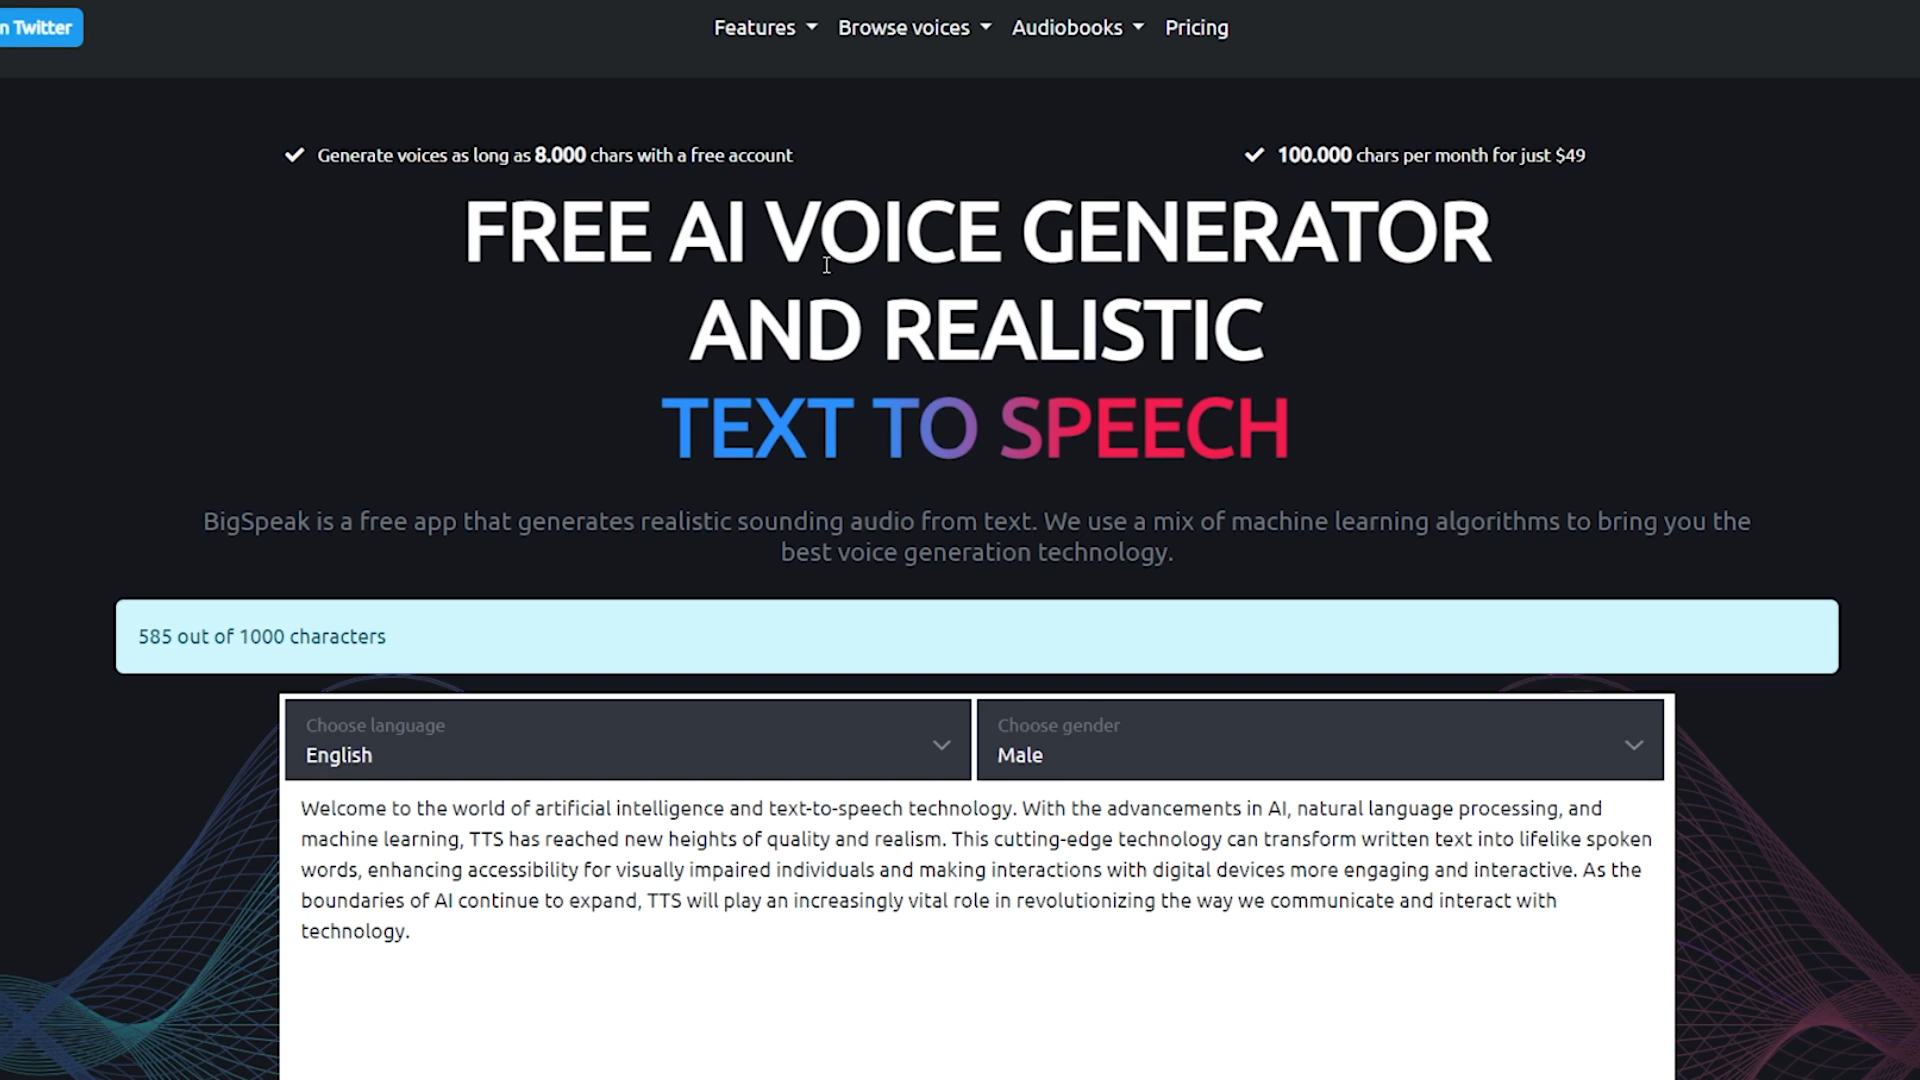 n Twitter
Features
Browse voices
Audiobooks
Pricing
Generate voices as long as 8.000 chars with a free account
100.000 chars per month for just $49
FREE AI VOICE GENERATOR
AND REALISTIC
TEXT TO SPEECH
BigSpeak is a free app that generates realistic sounding audio from text. We use a mix of machine learning algorithms to bring you the
best voice generation technology.
585 out of 1000 characters
Choose language
English
Choose gender
Male
Welcome to the world of artificial intelligence and text-to-speech technology. With the advancements in AI, natural language processing, and
machine learning, TTS has reached new heights of quality and realism. This cutting-edge technology can transform written text into lifelike spoken
words, enhancing accessibility for visually impaired individuals and making interactions with digital devices more engaging and interactive. As the
boundaries of AI continue to expand, TTS will play an increasingly vital role in revolutionizing the way we communicate and interact with
technology.